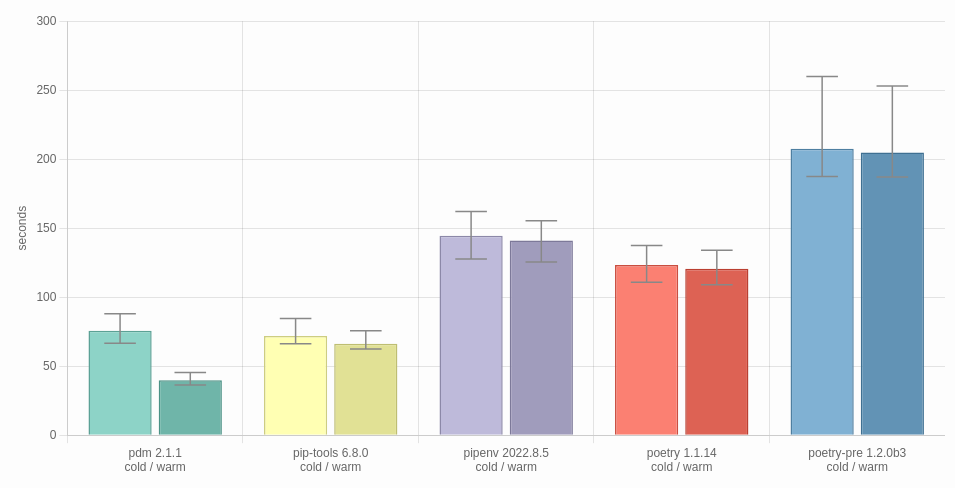 300
250
200
150
100
50
0
seconds
pdm 2.1.1
cold / warm
pip-tools 6.8.0
cold / warm
pipenv 2022.8.5
cold / warm
poetry 1.1.14
cold / warm
poetry-pre 1.2.0b3
cold / warm